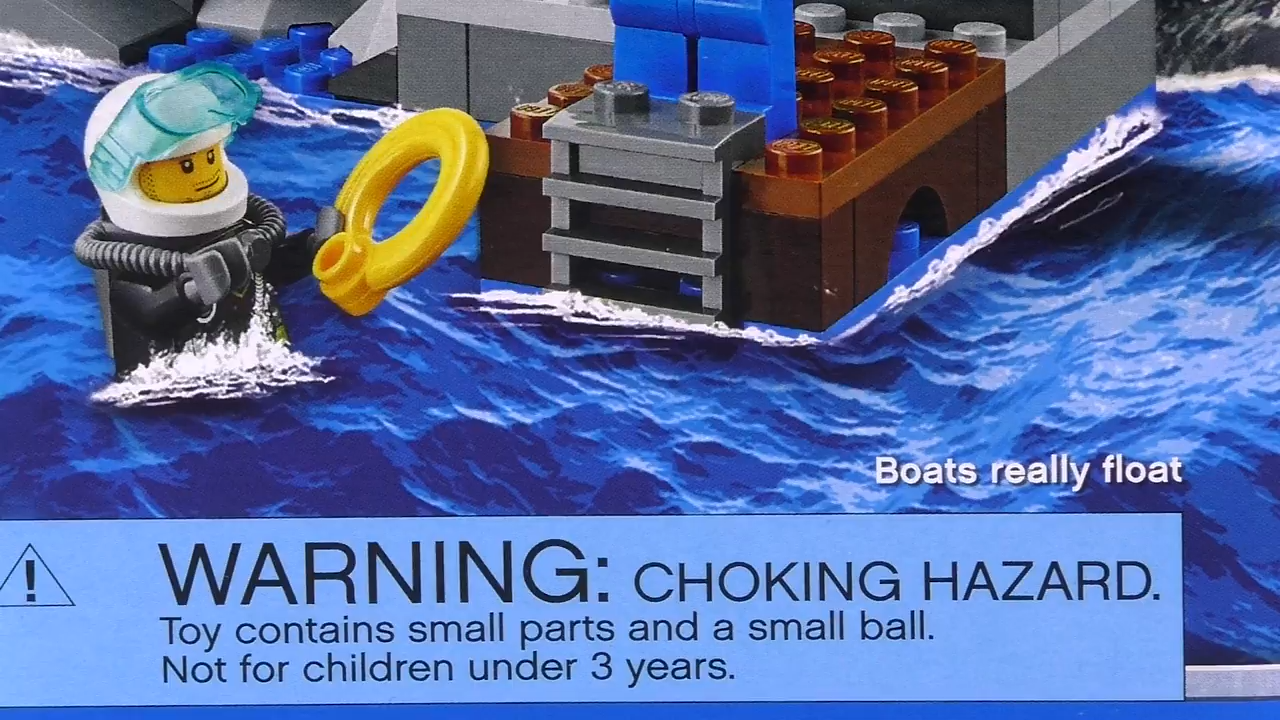 Boats really float
WARNING: CHOKING HAZARD.
Toy contains small parts and a small ball.
Not for children under 3 years.